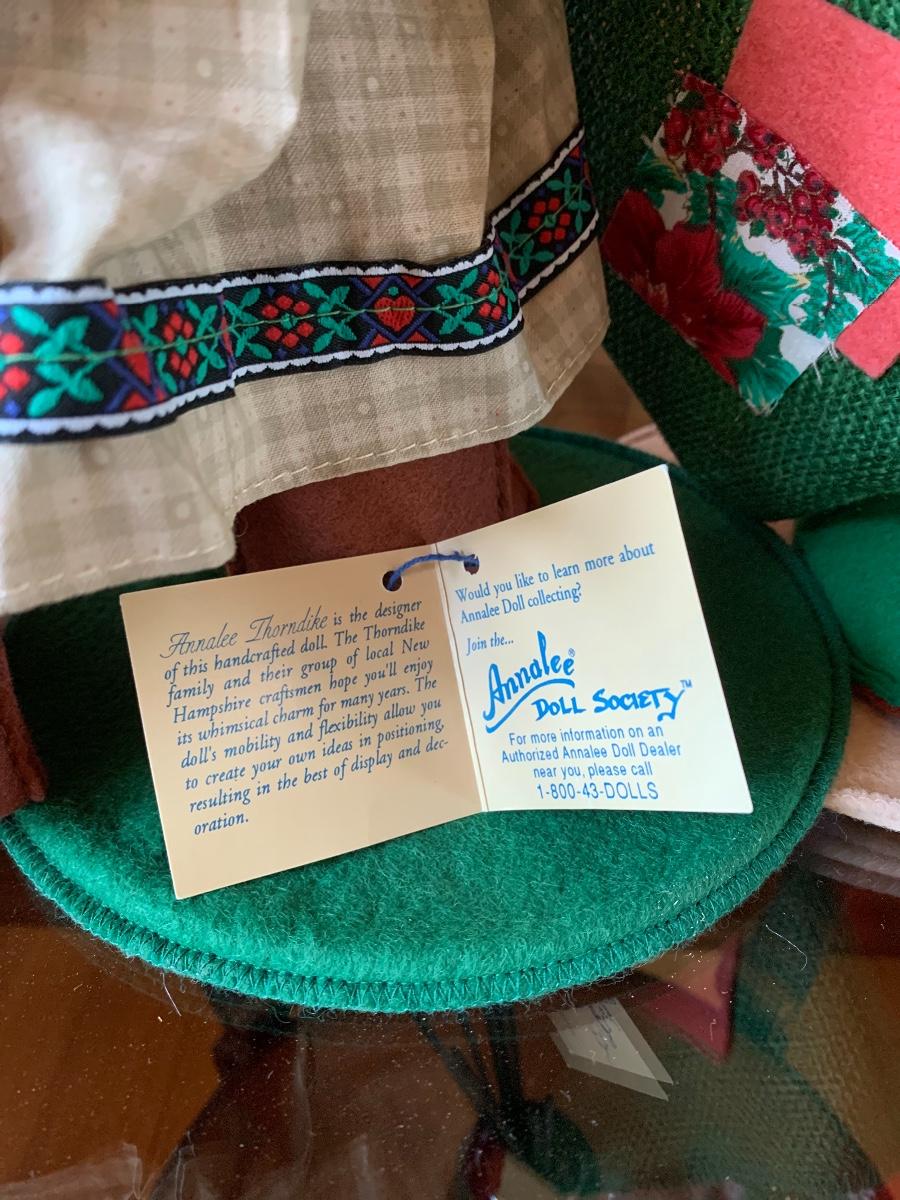 Annalee Thorndike is the designer
of this handcrafted doll. The Thorndike
family and their group of local New
Hampshire craftsmen hope you'll enjoy
its whimsical charm for many years. The
doll's mobility and flexibility allow you
to create your own ideas in positioning,
resulting in the best of display and dec-
oration.
Would you like to learn more about
Annalee Doll collecting?
Join the...
Annalee®
DOLL SOCIETY™
For more information on an
Authorized Annalee Doll Dealer
near you, please call
1-800-43-DOLLS